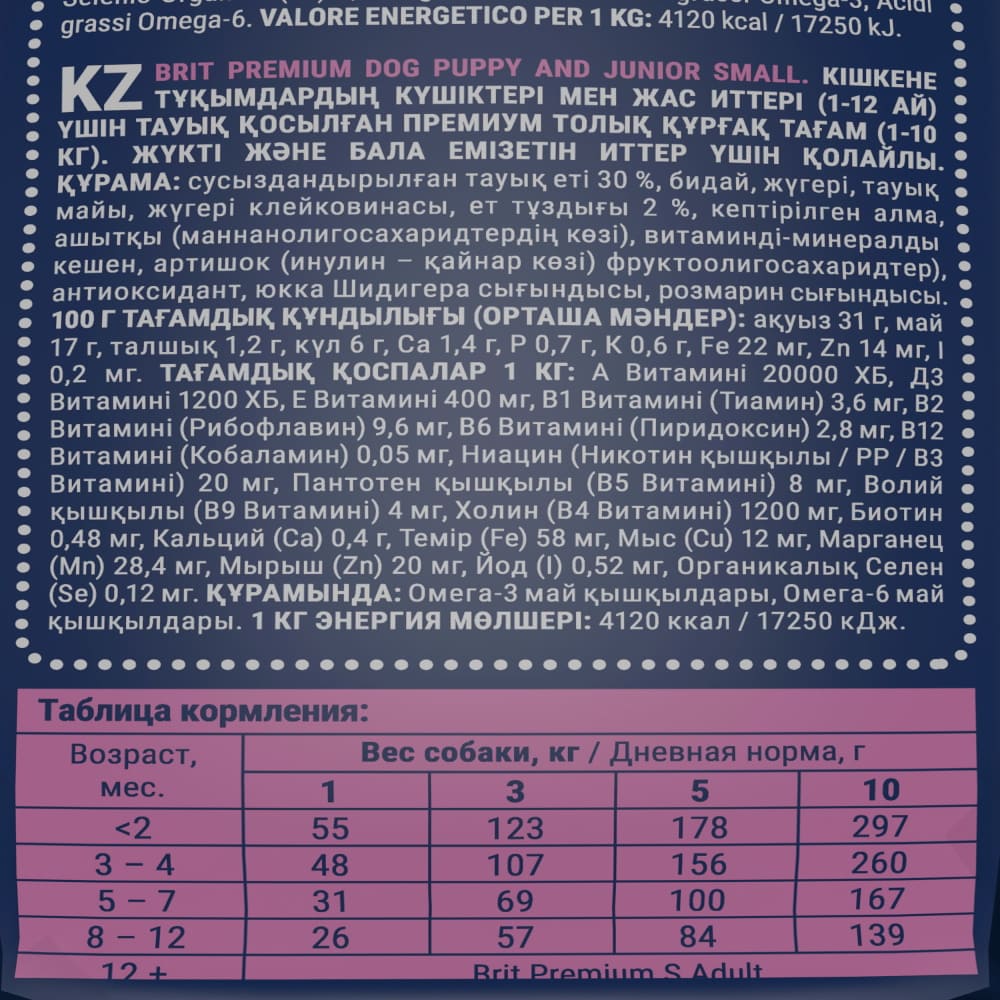 grassi Omega-6. VALORE ENERGETICO PER 1 KG: 4120 kcal / 17250 kJ.
KZ BRIT PREMIUM DOG PUPPY AND JUNIOR SMALL. КІШКЕНЕ
ТҰҚЫМДАРДЫҢ КҮШІКТЕРІ МЕН ЖАС ИТТЕРІ (1-12 АЙ)
ҮШІН ТАУЫҚ ҚОСЫЛҒАН ПРЕМИУМ ТОЛЫҚ ҚҰРҒАҚ ТАҒАМ (1-10
КГ). ЖҮКТІ ЖӘНЕ БАЛА ЕМІЗЕТІН ИТТЕР ҮШІН ҚОЛАЙЛЫ.
ҚҰРАМА: сусыздандырылған тауық еті 30 %, бидай, жүгері, тауық
майы, жүгері клейковинасы, ет тұздығы 2 %, кептірілген алма,
ашытқы (маннанолигосахаридтердің көзі), витаминді-минералды
кешен, артишок (инулин – қайнар көзі) фруктоолигосахаридтер),
антиоксидант, юкка Шидигера сығындысы, розмарин сығындысы.
100 Г ТАҒАМДЫҚ ҚҰНДЫЛЫҒЫ (ОРТАША МӘНДЕР): ақуыз 31 г, май
17 г, талшық 1,2 г, күл 6 г, Ca 1,4 г, P 0,7 г, K 0,6 г, Fe 22 мг, Zn 14 мг, I
0,2 мг. ТАҒАМДЫҚ ҚОСПАЛАР 1 КГ: А Витамині 20000 ХБ, Д3
Витамині 1200 ХБ, Е Витамині 400 мг, В1 Витамині (Тиамин) 3,6 мг, В2
Витамині (Рибофлавин) 9,6 мг, В6 Витамині (Пиридоксин) 2,8 мг, В12
Витамині (Кобаламин) 0,05 мг, Ниацин (Никотин қышқылы / РР / В3
Витамині) 20 мг, Пантотен қышқылы (В5 Витамині) 8 мг, Волий
қышқылы (В9 Витамині) 4 мг, Холин (В4 Витамині) 1200 мг, Биотин
0,48 мг, Кальций (Ca) 0,4 г, Темір (Fe) 58 мг, Мыс (Cu) 12 мг, Марганец
(Mn) 28,4 мг, Мырыш (Zn) 20 мг, Йод (I) 0,52 мг, Органикалық Селен
(Se) 0,12 мг. ҚҰРАМЫНДА: Омега-3 май қышқылдары, Омега-6 май
қышқылдары. 1 КГ ЭНЕРГИЯ МӨЛШЕРІ: 4120 ккал / 17250 кДж.
Таблица кормления:
Возраст, мес. Вес собаки, кг / Дневная норма, г
1 3 5 10
<2 55 123 178 297
3 – 4 48 107 156 260
5 – 7 31 69 100 167
8 – 12 26 57 84 139
12 + Brit Premium S Adult